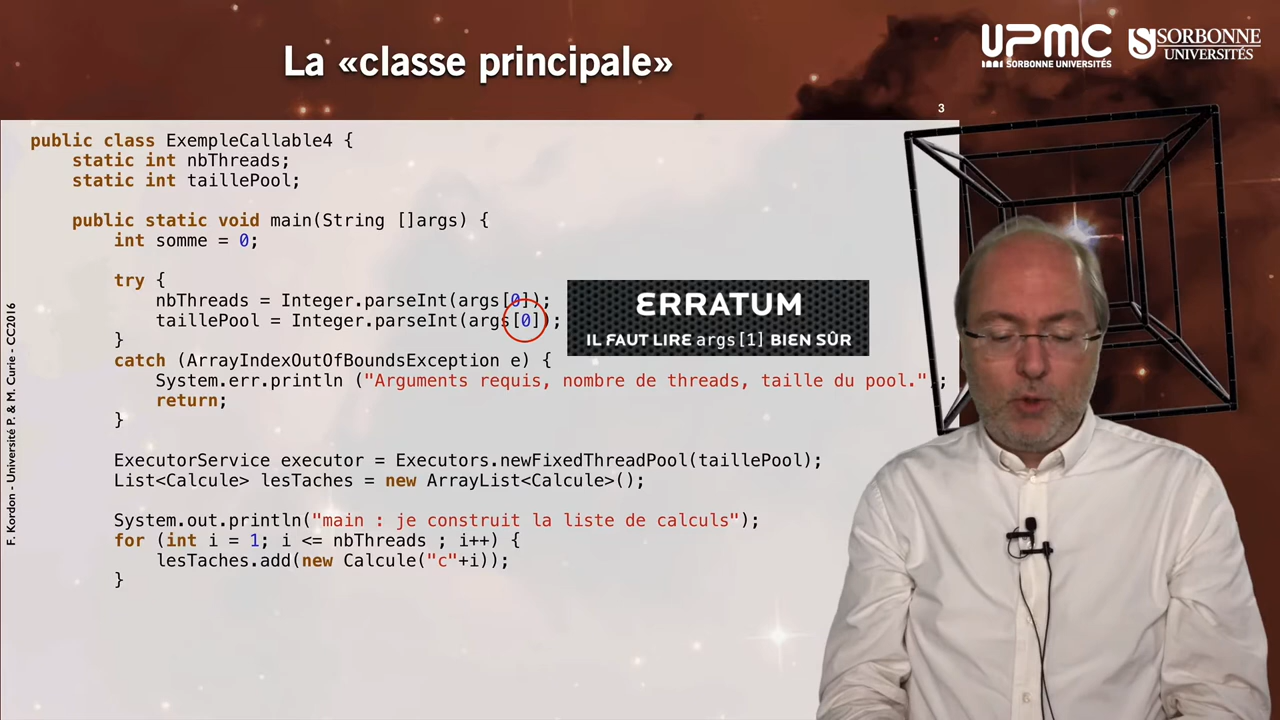 La «classe principale»
UPMC
SORBONNE UNIVERSITÉS
SORBONNE
UNIVERSITÉS
3
public class ExempleCallable4 {
    static int nbThreads;
    static int taillePool;
    public static void main(String []args) {
        int somme = 0;
        try {
            nbThreads = Integer.parseInt(args[0]);
            taillePool = Integer.parseInt(args[0]);
        }
        catch (ArrayIndexOutOfBoundsException e) {
            System.err.println ("Arguments requis, nombre de threads, taille du pool.");
            return;
        }
        ExecutorService executor = Executors.newFixedThreadPool(taillePool);
        List<Calcule> lesTaches = new ArrayList<Calcule>();
        System.out.println("main : je construit la liste de calculs");
        for (int i = 1; i <= nbThreads ; i++) {
            lesTaches.add(new Calcule("c"+i));
        }
ERRATUM
IL FAUT LIRE args[1] BIEN SÛR
F. Kordon - Université P. & M. Curie - CC2016